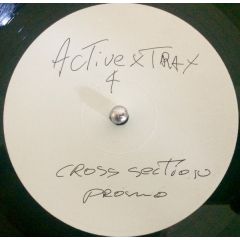 Active x TRAX
4
cross section
promo